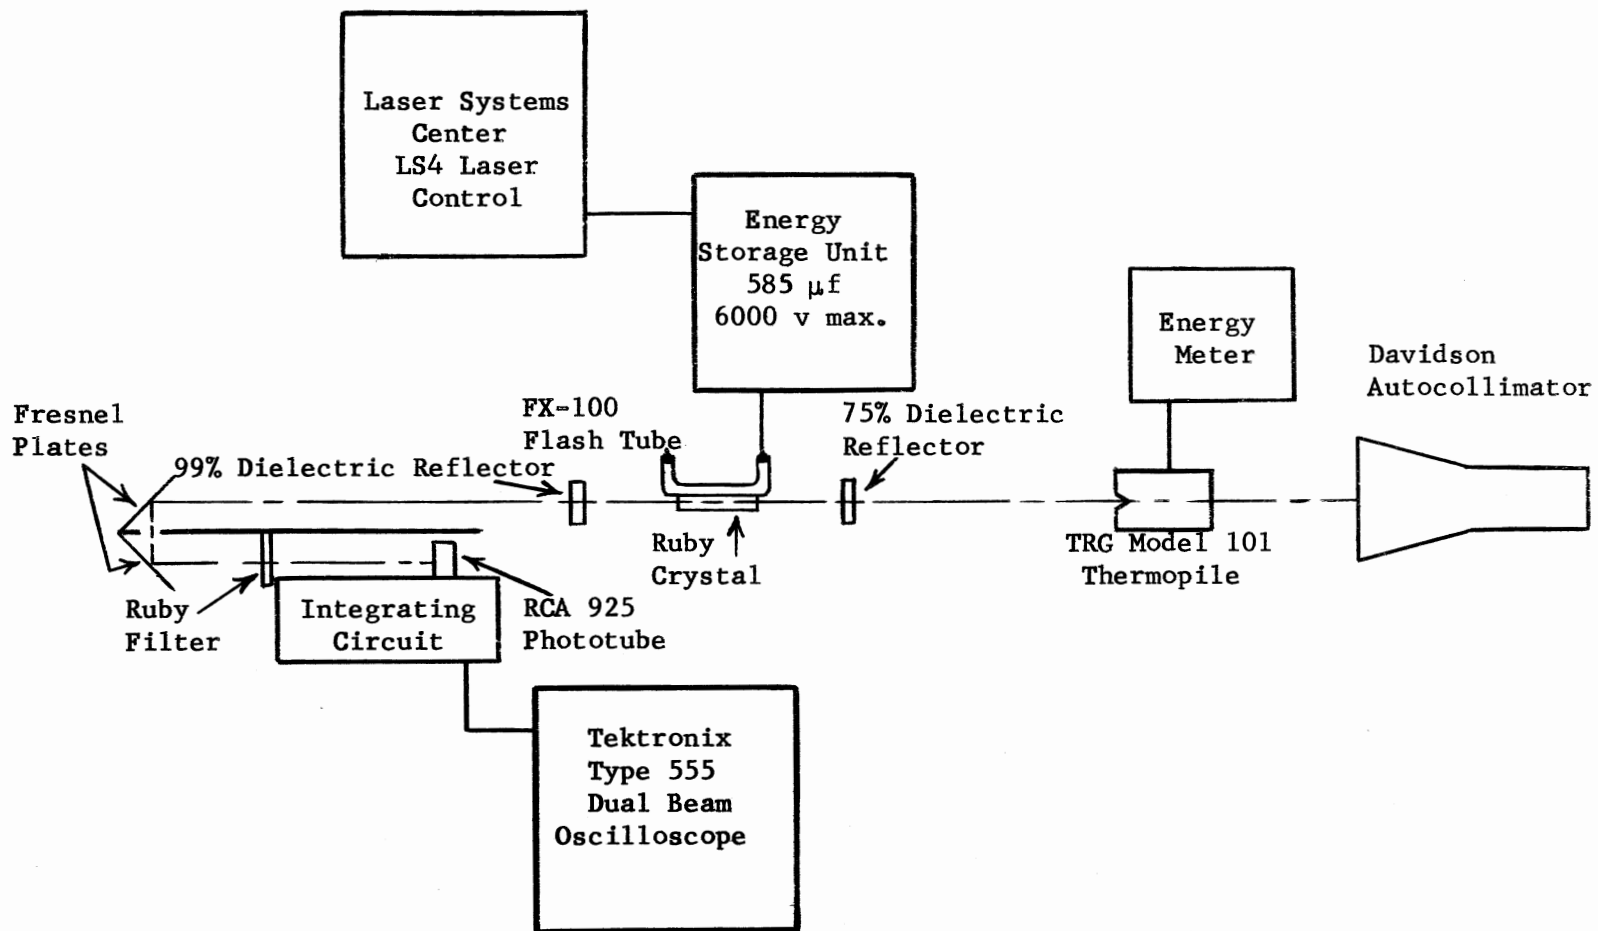 Laser Systems
Center
LS4 Laser
Control
Energy
Storage Unit
585 μf
6000 v max.
Energy
Meter
Davidson
Autocollimator
Fresnel
Plates
99% Dielectric Reflector
FX-100
Flash Tube
75% Dielectric
Reflector
Ruby
Crystal
TRG Model 101
Thermopile
Ruby
Filter
Integrating
Circuit
RCA 925
Phototube
Tektronix
Type 555
Dual Beam
Oscilloscope